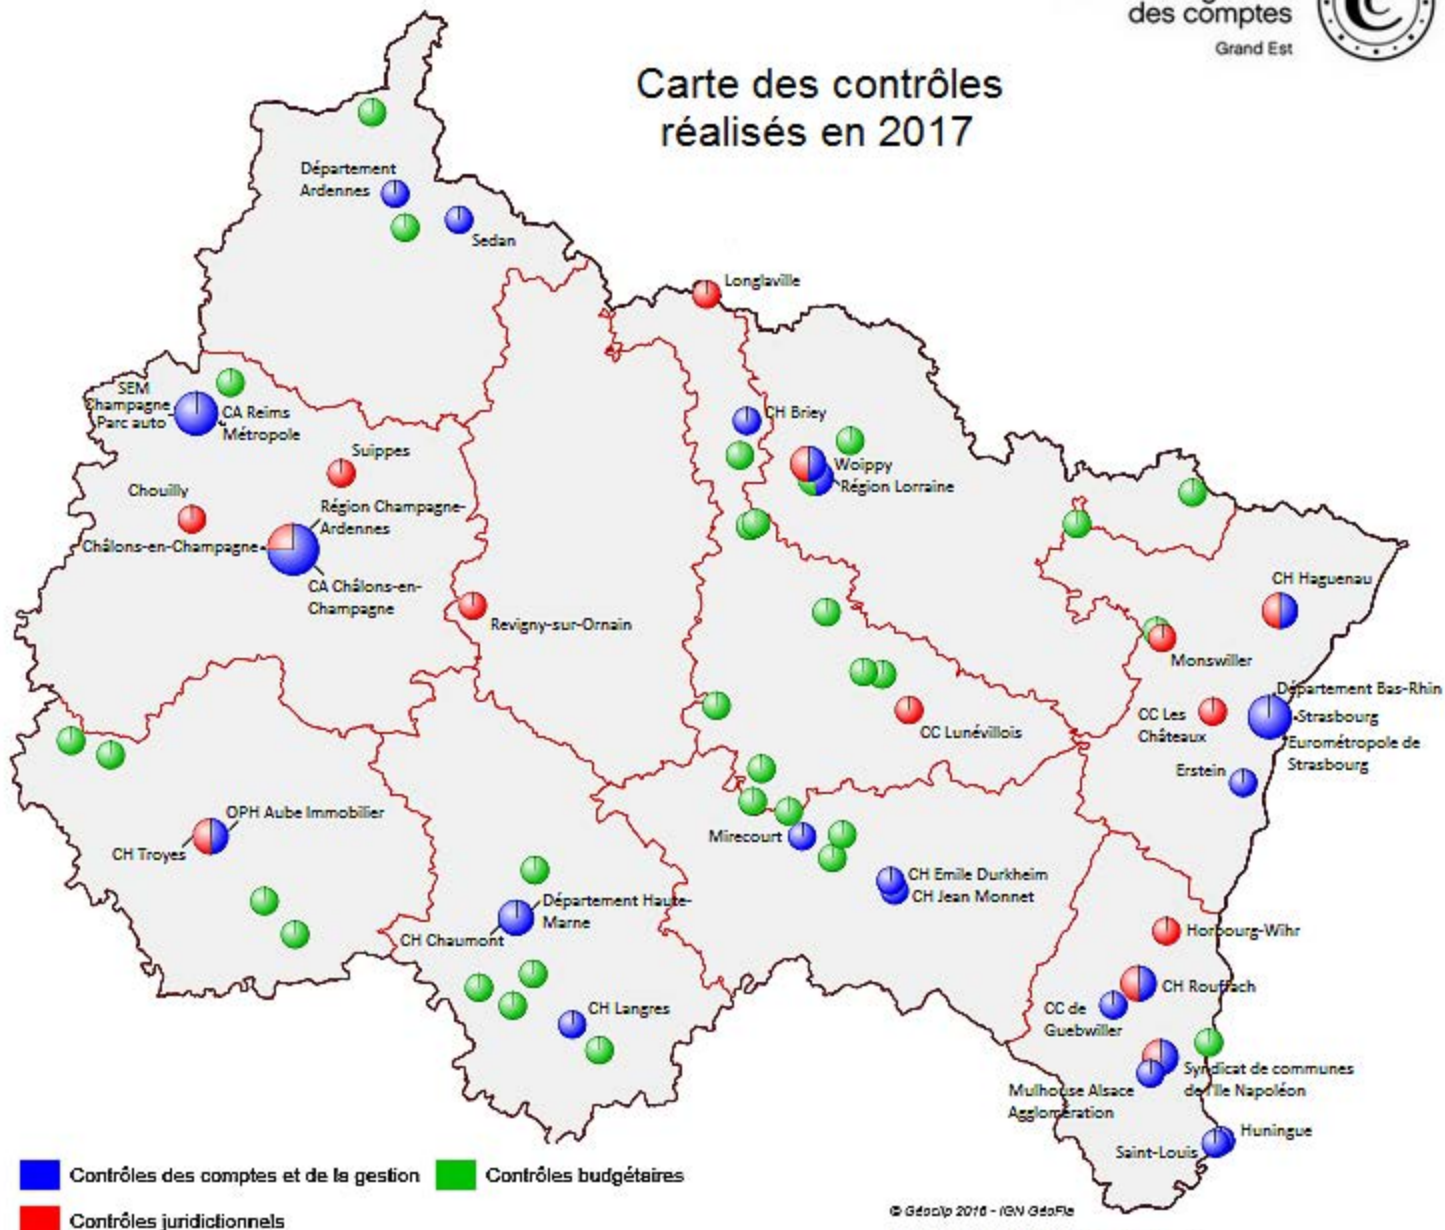 des comptes
Grand Est
Carte des contrôles
réalisés en 2017
Département
Ardennes
Sedan
Longlaville
SEM
Champagne
Parc auto
CA Reims
Métropole
Suippes
Chouilly
Région Champagne-
Ardennes
Châlons-en-Champagne
CA Châlons-en-
Champagne
Revigny-sur-Ornain
CH Briey
Woippy
Région Lorraine
CH Haguenau
Monswiller
Département Bas-Rhin
CC Les
Châteaux
Strasbourg
Eurométropole de
Strasbourg
Erstein
CC Lunévillois
OPH Aube Immobilier
CH Troyes
Mirecourt
CH Emile Durkheim
CH Jean Monnet
Département Haute-
Marne
CH Chaumont
CH Langres
Horbourg-Wihr
CH Rouffach
CC de
Guebwiller
Syndicat de communes
de l'Ile Napoléon
Mulhouse Alsace
Agglomération
Huningue
Saint-Louis
Contrôles des comptes et de la gestion
Contrôles budgétaires
Contrôles juridictionnels
© Géoclip 2016 - IGN GéoFla